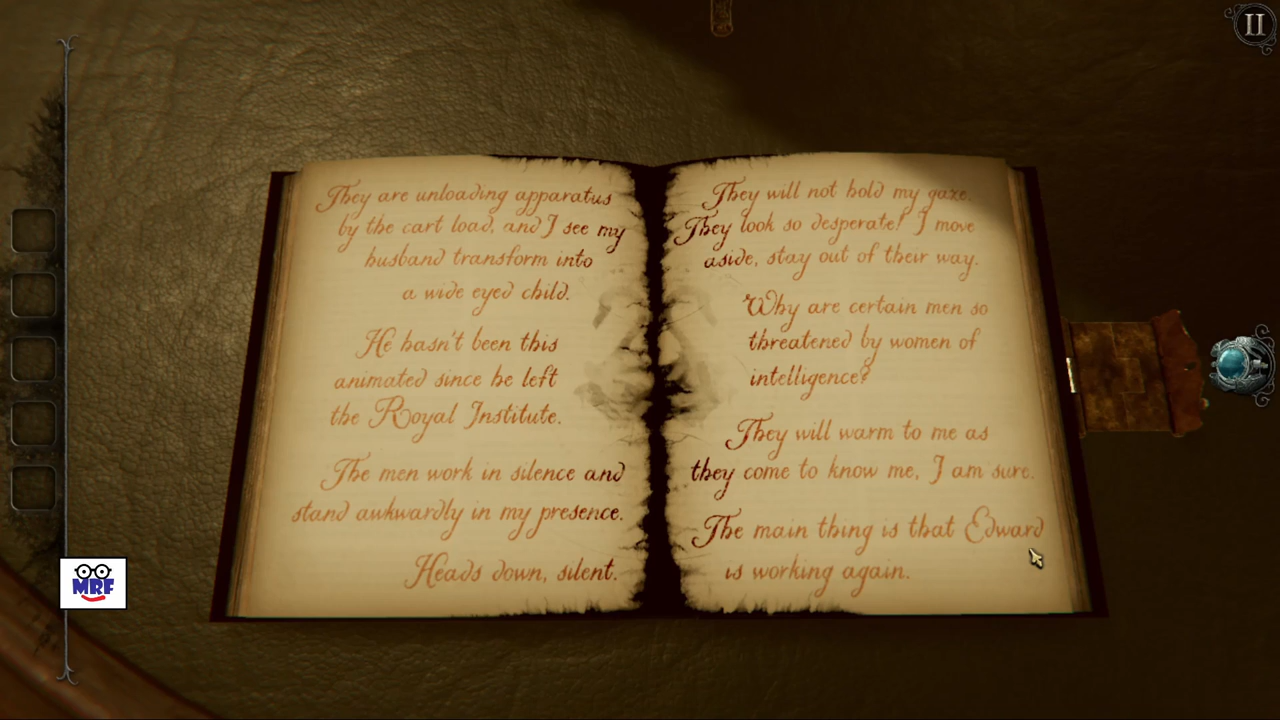 They are unloading apparatus
by the cart load, and I see my
husband transform into
a wide eyed child.
He hasn't been this
animated since he left
the Royal Institute.
The men work in silence and
stand awkwardly in my presence.
Heads down, silent.
They will not hold my gaze.
They look so desperate! I move
aside, stay out of their way.
Why are certain men so
threatened by women of
intelligence?
They will warm to me as
they come to know me, I am sure.
The main thing is that Edward
is working again.
MRF